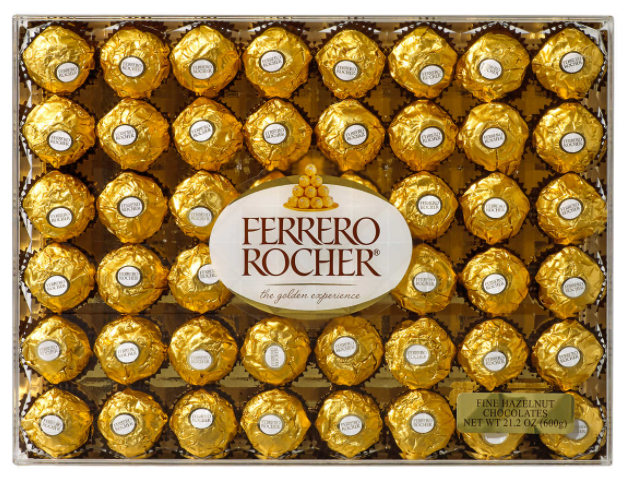 FERRERO
ROCHER®
the golden experience
FINE HAZELNUT
CHOCOLATES
NET WT 21.2 OZ (600g)